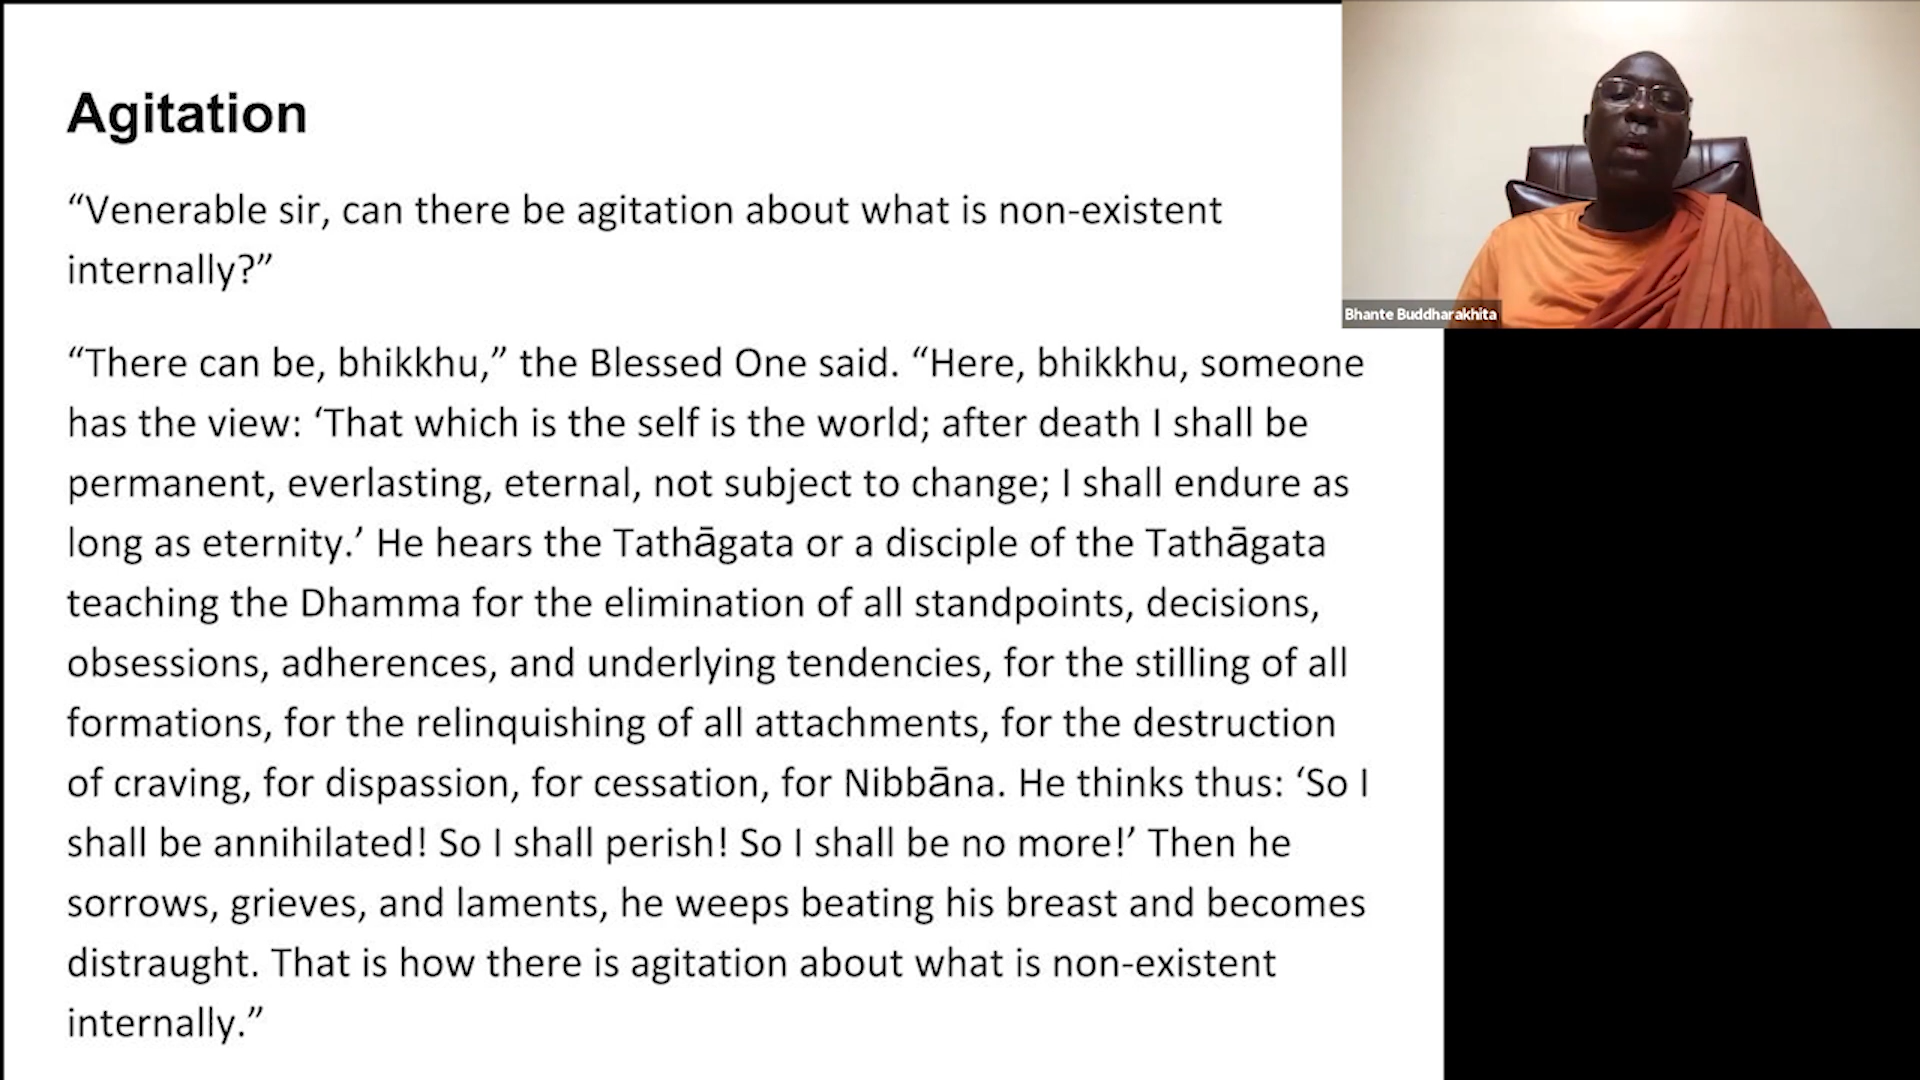 Agitation
“Venerable sir, can there be agitation about what is non-existent
internally?”
“There can be, bhikkhu,” the Blessed One said. “Here, bhikkhu, someone
has the view: ‘That which is the self is the world; after death I shall be
permanent, everlasting, eternal, not subject to change; I shall endure as
long as eternity.’ He hears the Tathāgata or a disciple of the Tathāgata
teaching the Dhamma for the elimination of all standpoints, decisions,
obsessions, adherences, and underlying tendencies, for the stilling of all
formations, for the relinquishing of all attachments, for the destruction
of craving, for dispassion, for cessation, for Nibbāna. He thinks thus: ‘So I
shall be annihilated! So I shall perish! So I shall be no more!’ Then he
sorrows, grieves, and laments, he weeps beating his breast and becomes
distraught. That is how there is agitation about what is non-existent
internally.”
Bhante Buddharakhita